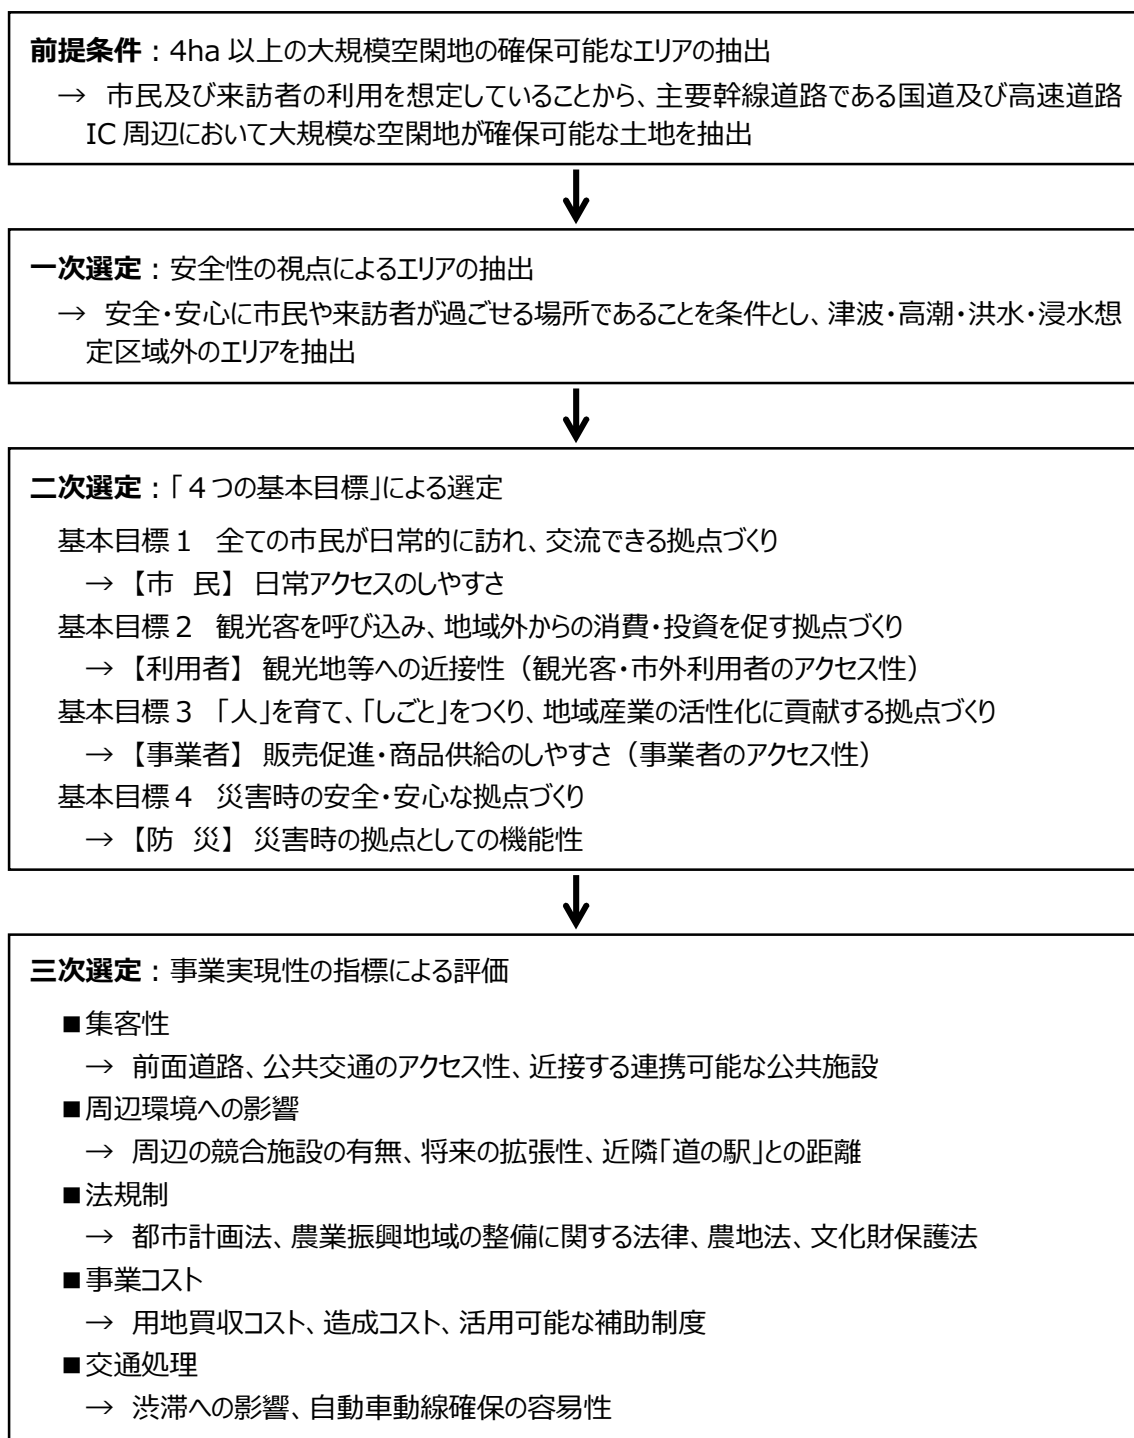 前提条件：4ha 以上の大規模空閑地の確保可能なエリアの抽出
→ 市民及び来訪者の利用を想定していることから、主要幹線道路である国道及び高速道路
IC 周辺において大規模な空閑地が確保可能な土地を抽出
一次選定：安全性の視点によるエリアの抽出
→ 安全・安心に市民や来訪者が過ごせる場所であることを条件とし、津波・高潮・洪水・浸水想
定区域外のエリアを抽出
二次選定：「４つの基本目標」による選定
基本目標１ 全ての市民が日常的に訪れ、交流できる拠点づくり
→ 【市 民】 日常アクセスのしやすさ
基本目標２ 観光客を呼び込み、地域外からの消費・投資を促す拠点づくり
→ 【利用者】 観光地等への近接性（観光客・市外利用者のアクセス性）
基本目標３ 「人」を育て、「しごと」をつくり、地域産業の活性化に貢献する拠点づくり
→ 【事業者】 販売促進・商品供給のしやすさ（事業者のアクセス性）
基本目標４ 災害時の安全・安心な拠点づくり
→ 【防 災】 災害時の拠点としての機能性
三次選定：事業実現性の指標による評価
■集客性
→ 前面道路、公共交通のアクセス性、近接する連携可能な公共施設
■周辺環境への影響
→ 周辺の競合施設の有無、将来の拡張性、近隣「道の駅」との距離
■法規制
→ 都市計画法、農業振興地域の整備に関する法律、農地法、文化財保護法
■事業コスト
→ 用地買収コスト、造成コスト、活用可能な補助制度
■交通処理
→ 渋滞への影響、自動車動線確保の容易性